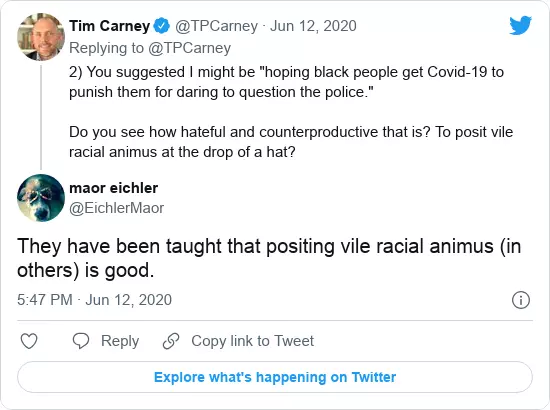 Tim Carney @TPCarney · Jun 12, 2020
Replying to @TPCarney
2) You suggested I might be "hoping black people get Covid-19 to
punish them for daring to question the police."
Do you see how hateful and counterproductive that is? To posit vile
racial animus at the drop of a hat?
maor eichler
@EichlerMaor
They have been taught that positing vile racial animus (in
others) is good.
5:47 PM · Jun 12, 2020
Reply Copy link to Tweet
Explore what's happening on Twitter